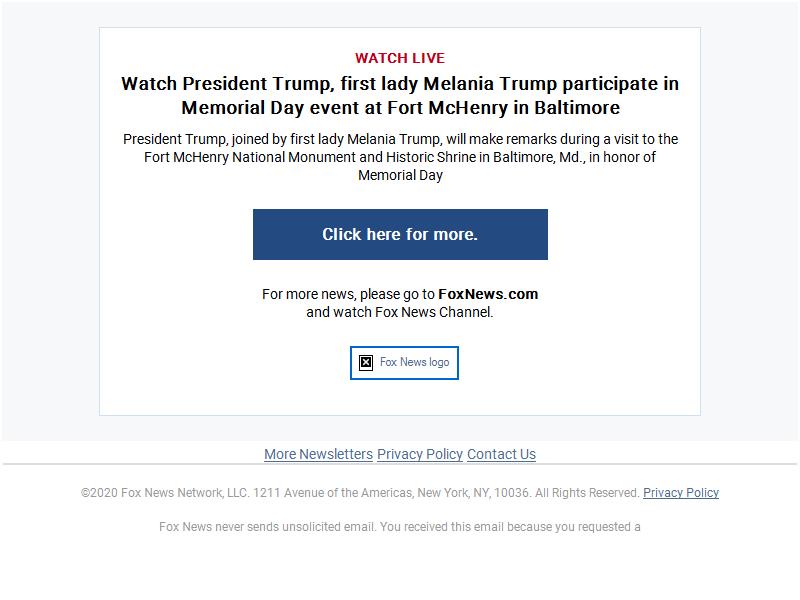 WATCH LIVE
Watch President Trump, first lady Melania Trump participate in
Memorial Day event at Fort McHenry in Baltimore
President Trump, joined by first lady Melania Trump, will make remarks during a visit to the
Fort McHenry National Monument and Historic Shrine in Baltimore, Md., in honor of
Memorial Day
Click here for more.
For more news, please go to FoxNews.com
and watch Fox News Channel.
Fox News logo
More Newsletters Privacy Policy Contact Us
©2020 Fox News Network, LLC. 1211 Avenue of the Americas, New York, NY, 10036. All Rights Reserved. Privacy Policy
Fox News never sends unsolicited email. You received this email because you requested a